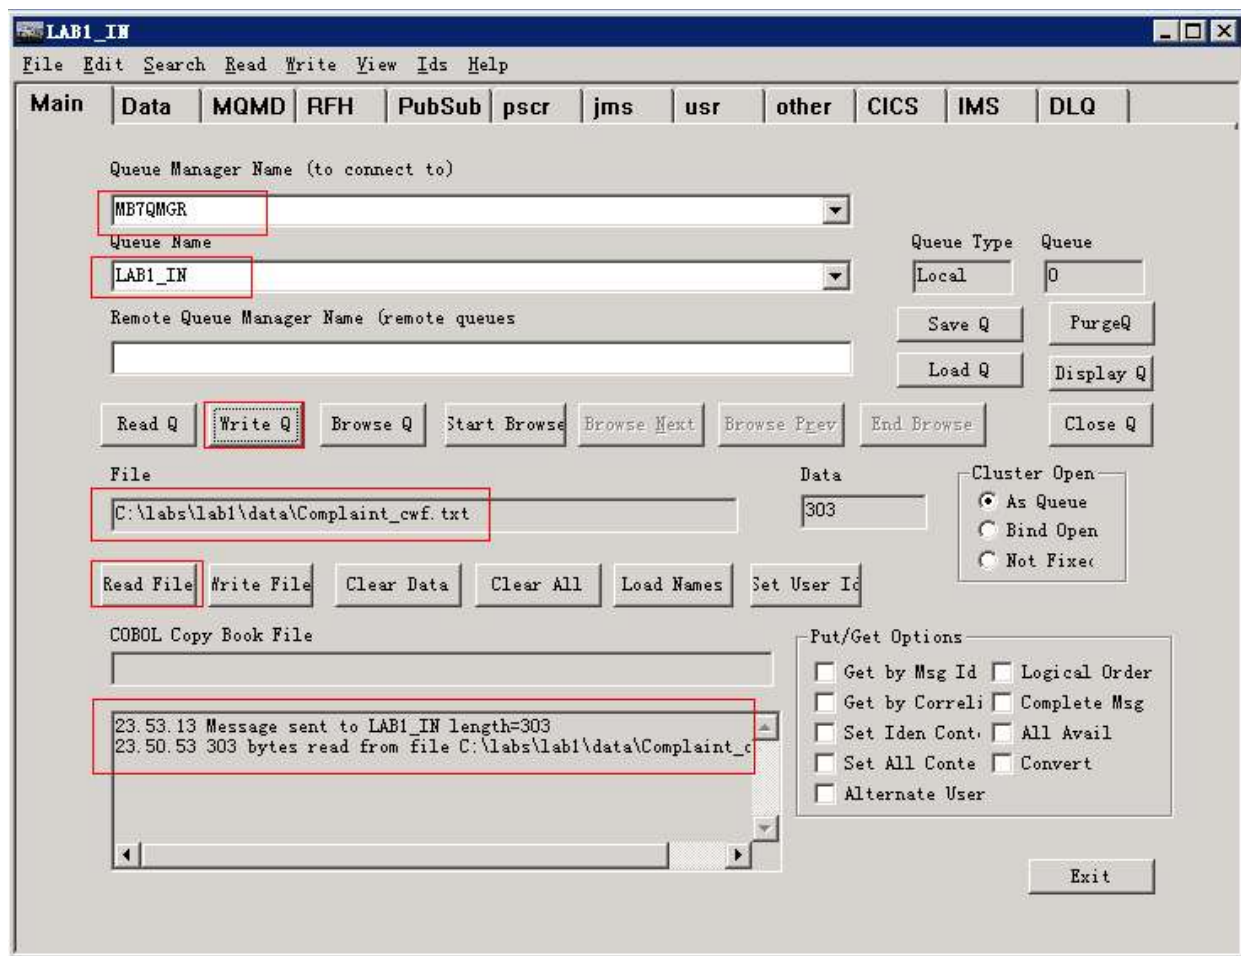 LAB1_IN
File Edit Search Read Write View Ids Help
Main Data MQMD RFH PubSub pscr jms usr other CICS IMS DLQ
Queue Manager Name (to connect to)
MB7QMGR
Queue Name
Queue Type Queue
LAB1_IN
Local 0
Remote Queue Manager Name (remote queues
Save Q PurgeQ
Load Q Display Q
Read Q Write Q Browse Q Start Browse Browse Next Browse Prev End Browse Close Q
File
Data
C:\labs\lab1\data\Complaint_cwf.txt
303
Cluster Open
As Queue
Bind Open
Not Fixe
Read File Write File Clear Data Clear All Load Names Set User Id
COBOL Copy Book File
23.53.13 Message sent to LAB1_IN length=303
23.50.53 303 bytes read from file C:\labs\lab1\data\Complaint_c
Put/Get Options
Get by Msg Id Logical Order
Get by Correli Complete Msg
Set Iden Cont All Avail
Set All Conte Convert
Alternate User
Exit